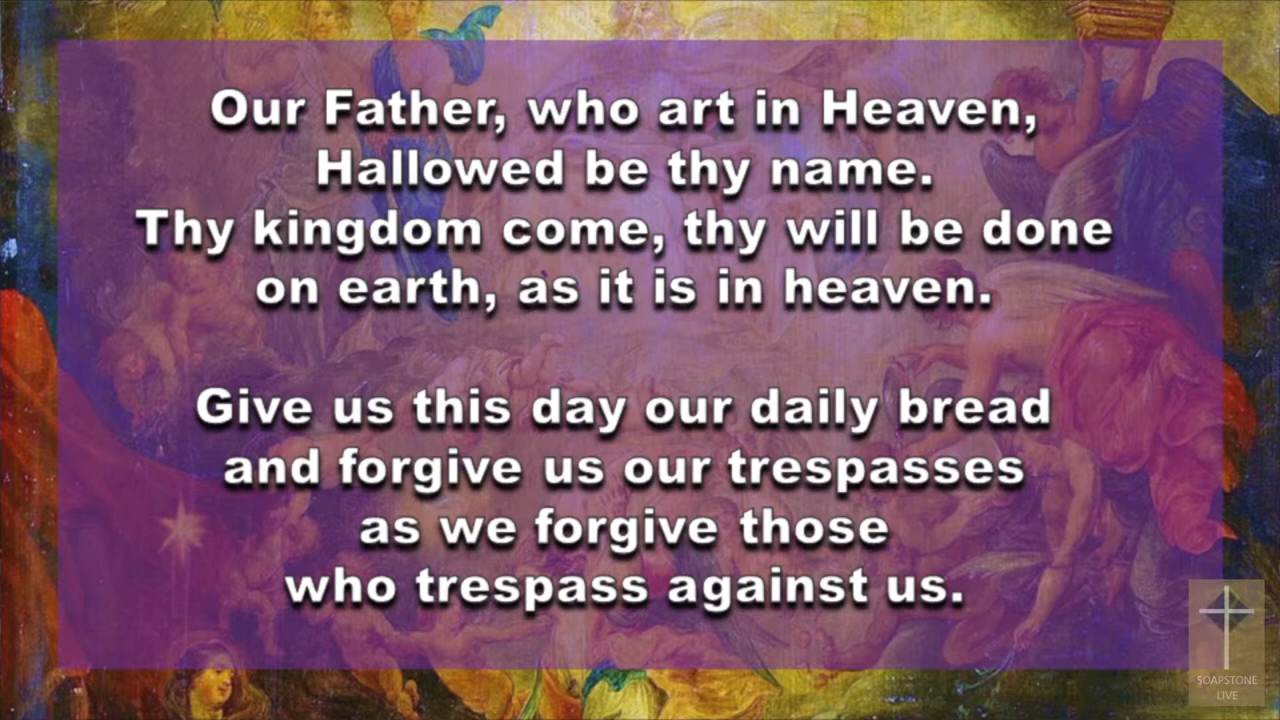 Our Father, who art in Heaven,
Hallowed be thy name.
Thy kingdom come, thy will be done
on earth, as it is in heaven.
Give us this day our daily bread
and forgive us our trespasses
as we forgive those
who trespass against us.
SOAPSTONE
LIVE